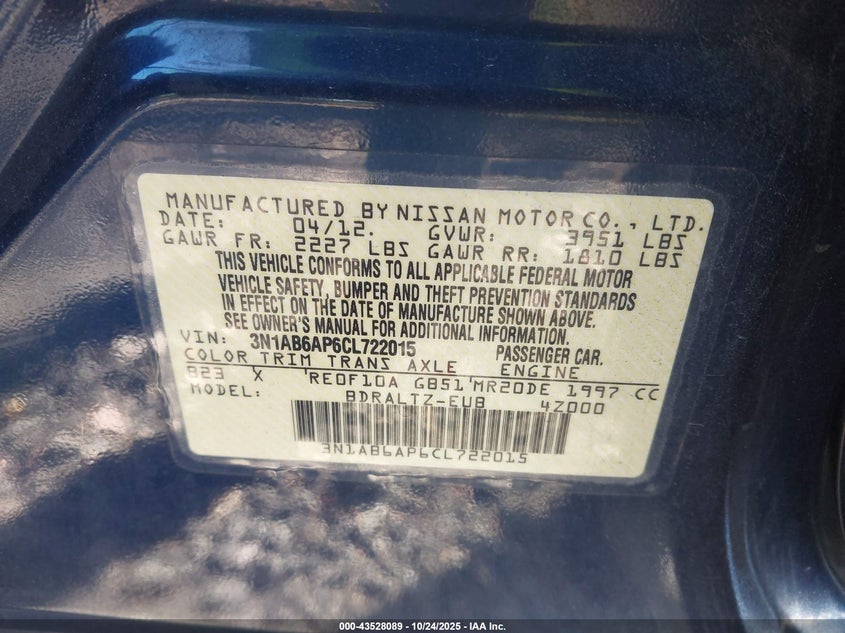 MANUFACTURED BY NISSAN MOTOR CO., LTD.
DATE: 04/12. GVWR: 3951 LBS
GAWR FR: 2227 LBS GAWR RR: 1810 LBS
THIS VEHICLE CONFORMS TO ALL APPLICABLE FEDERAL MOTOR
VEHICLE SAFETY, BUMPER AND THEFT PREVENTION STANDARDS
IN EFFECT ON THE DATE OF MANUFACTURE SHOWN ABOVE.
SEE OWNER'S MANUAL FOR ADDITIONAL INFORMATION.
VIN: 3N1AB6AP6CL722015 PASSENGER CAR.
COLOR TRIM TRANS AXLE ENGINE
B23 X RE0F10A GB51 MR20DE 1997 CC
MODEL: BDRALTZ-EUB 4Z000
3N1AB6AP6CL722015
000-43528089 - 10/24/2025 - IAA Inc.